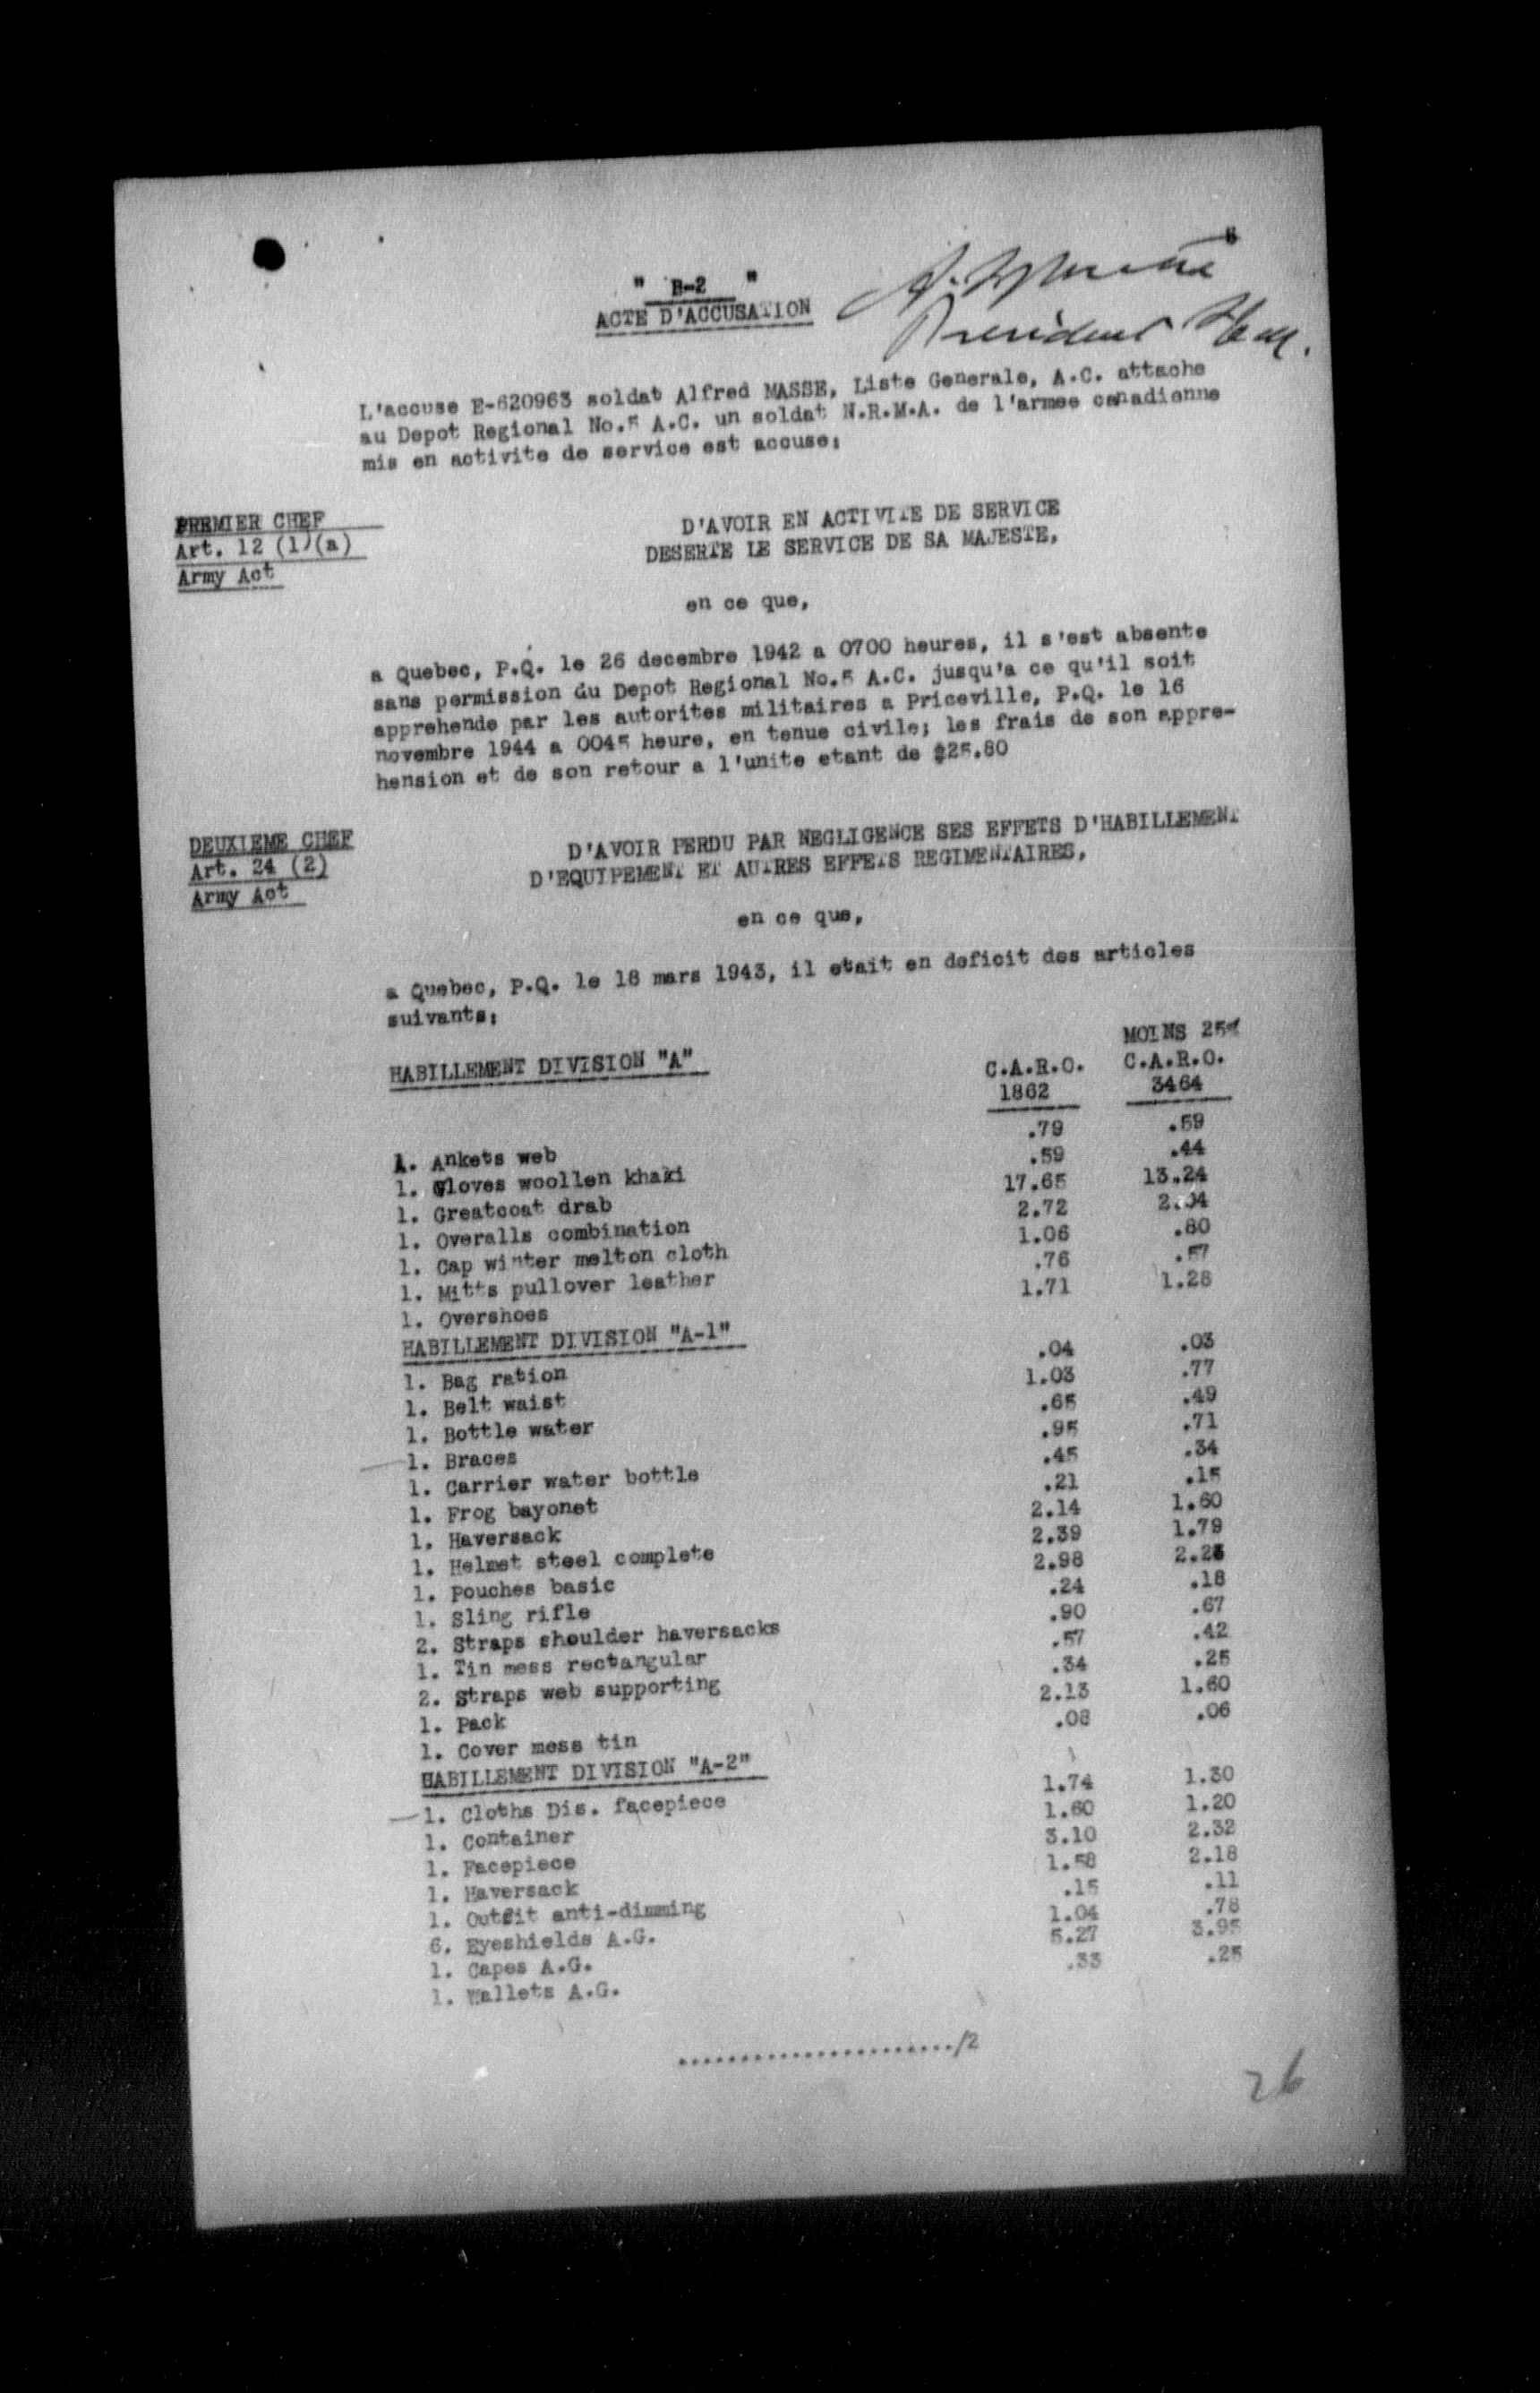 " B-2 "
ACTE D'ACCUSATION
President
L'accuse E-620963 soldat Alfred MASSE, Liste Generale, A.C. attache
au Depot Regional No.5 A.C. un soldat N.R.M.A. de l'armee canadienne
mis en activite de service est accuse:
PREMIER CHEF
Art. 12 (1)(a)
Army Act
D'AVOIR EN ACTIVITE DE SERVICE
DESERTE LE SERVICE DE SA MAJESTE,
en ce que,
a Quebec, P.Q. le 26 decembre 1942 a 0700 heures, il s'est absente
sans permission du Depot Regional No.5 A.C. jusqu'a ce qu'il soit
apprehende par les autorites militaires a Priceville, P.Q. le 16
novembre 1944 a 0045 heure, en tenue civile; les frais de son appre-
hension et de son retour a l'unite etant de $25.80
DEUXIEME CHEF
Art. 24 (2)
Army Act
D'AVOIR PERDU PAR NEGLIGENCE SES EFFETS D'HABILLEMENT
D'EQUIPEMENT ET AUTRES EFFETS REGIMENTAIRES,
en ce que,
a Quebec, P.Q. le 18 mars 1943, il etait en deficit des articles
suivants:
MOINS 25%
HABILLEMENT DIVISION "A" C.A.R.O. C.A.R.O.
1862 3464
1. Ankets web .79 .59
1. Gloves woollen khaki .59 .44
1. Greatcoat drab 17.65 13.24
1. Overalls combination 2.72 2.04
1. Cap winter melton cloth 1.06 .80
1. Mitts pullover leather .76 .57
1. Overshoes 1.71 1.28
HABILLEMENT DIVISION "A-1"
1. Bag ration .04 .03
1. Belt waist 1.03 .77
1. Bottle water .65 .49
1. Braces .95 .71
1. Carrier water bottle .45 .34
1. Frog bayonet .21 .15
1. Haversack 2.14 1.60
1. Helmet steel complete 2.39 1.79
1. Pouches basic 2.98 2.23
1. Sling rifle .24 .18
2. Straps shoulder haversacks .90 .67
1. Tin mess rectangular .57 .42
2. Straps web supporting .34 .25
1. Pack 2.13 1.60
1. Cover mess tin .08 .06
HABILLEMENT DIVISION "A-2"
1. Cloths Dis. facepiece 1.74 1.30
1. Container 1.60 1.20
1. Facepiece 3.10 2.32
1. Haversack 1.58 2.18
1. Outfit anti-dimming .15 .11
6. Eyeshields A.G. 1.04 .78
1. Capes A.G. 5.27 3.95
1. Wallets A.G. .33 .25
....................../2
26